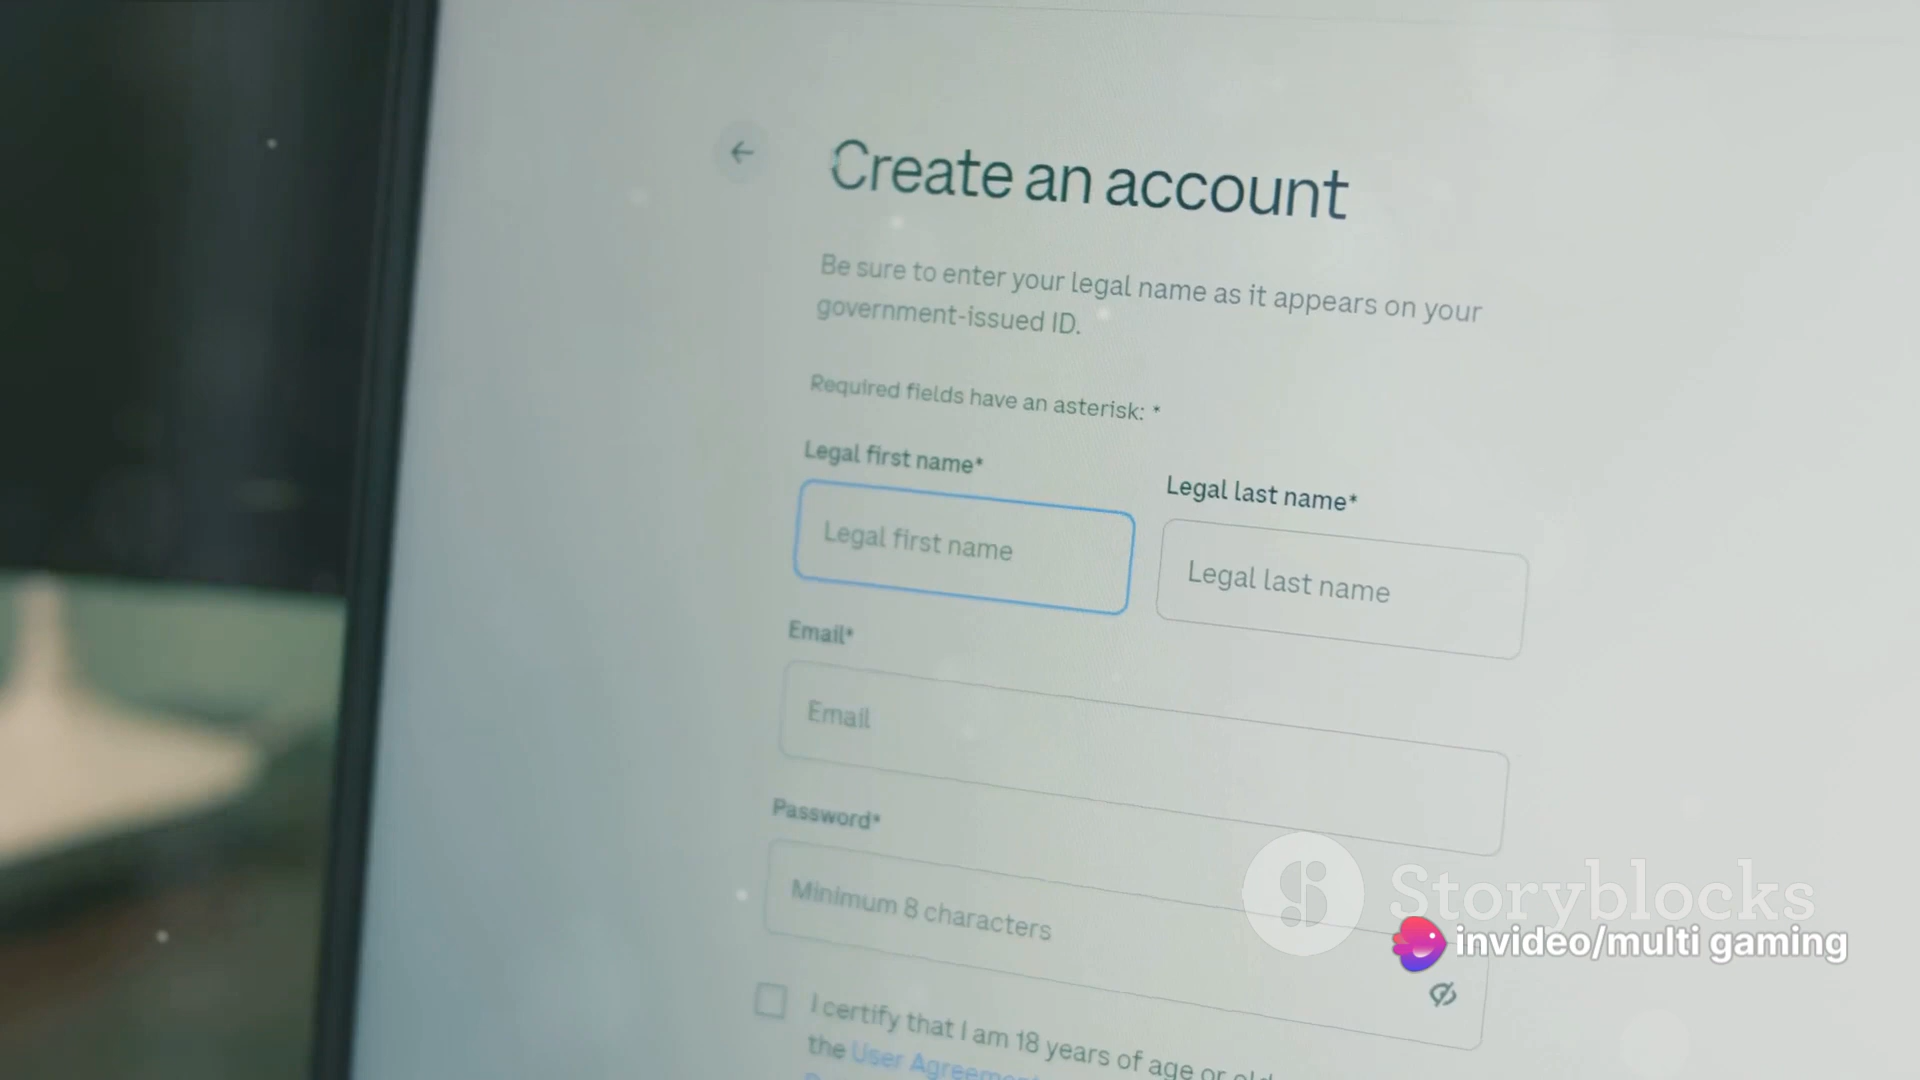 Create an account
Be sure to enter your legal name as it appears on your
government-issued ID.
Required fields have an asterisk: *
Legal first name*
Legal last name*
Legal first name
Legal last name
Email*
Email
Password*
Minimum 8 characters
Storyblocks
invideo/multi gaming
I certify that I am 18 years of age or
the User